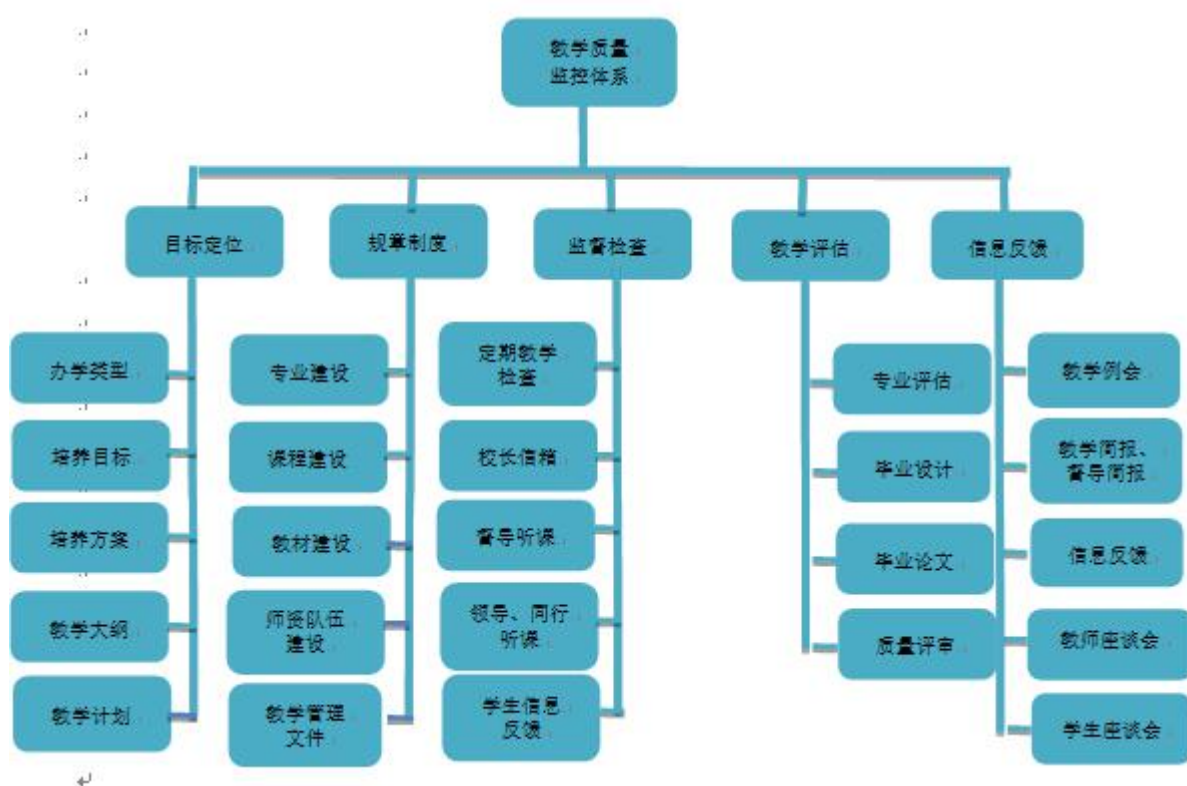 教学质量
监控体系
目标定位
规章制度
监督检查
教学评估
信息反馈
办学类型
培养目标
培养方案
教学大纲
教学计划
专业建设
课程建设
教材建设
师资队伍
建设
教学管理
文件
定期教学
检查
校长信箱
督导听课
领导、同行
听课
学生信息
反馈
专业评估
毕业设计
毕业论文
质量评审
教学例会
教学简报、
督导简报
信息反馈
教师座谈会
学生座谈会